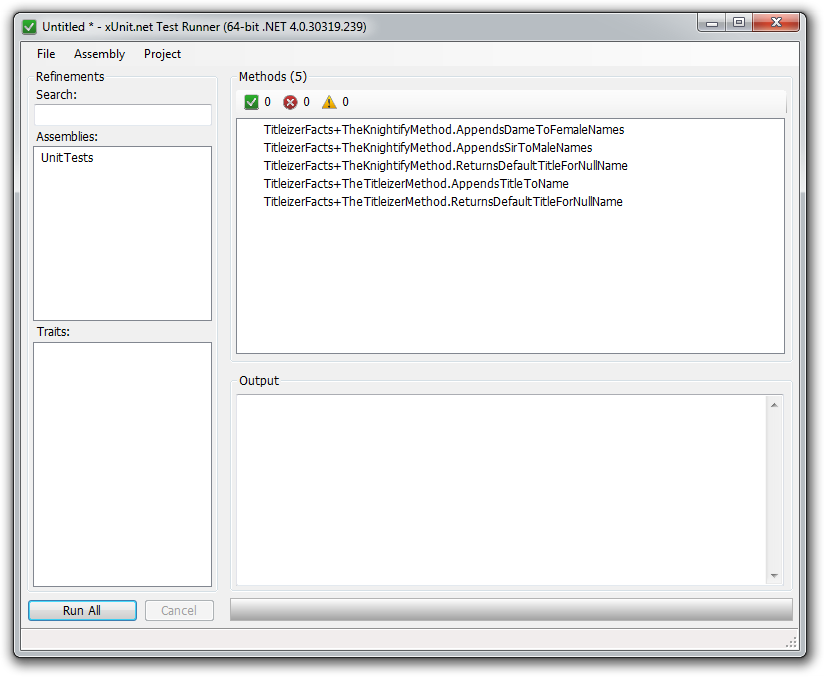 Untitled * - xUnit.net Test Runner (64-bit .NET 4.0.30319.239)
File Assembly Project
Refinements
Search:
Assemblies:
UnitTests
Traits:
Run All Cancel
Methods (5)
0 0 0
TitleizerFacts+TheKnightifyMethod.AppendsDameToFemaleNames
TitleizerFacts+TheKnightifyMethod.AppendsSirToMaleNames
TitleizerFacts+TheKnightifyMethod.ReturnsDefaultTitleForNullName
TitleizerFacts+TheTitleizerMethod.AppendsTitleToName
TitleizerFacts+TheTitleizerMethod.ReturnsDefaultTitleForNullName
Output